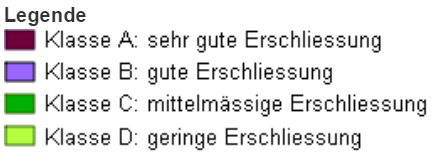 Legende
Klasse A: sehr gute Erschliessung
Klasse B: gute Erschliessung
Klasse C: mittelmässige Erschliessung
Klasse D: geringe Erschliessung